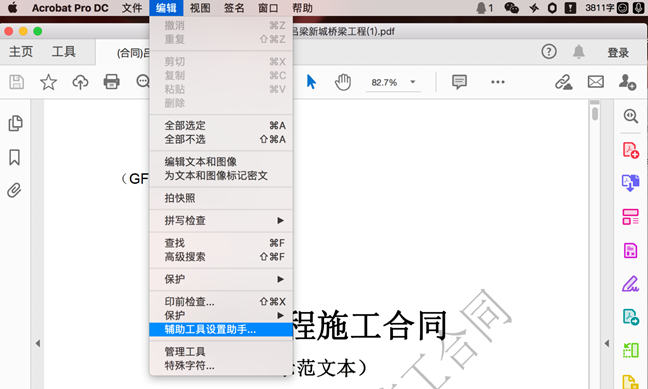 Acrobat Pro DC 文件 编辑 视图 签名 窗口 帮助 1 3811字
吕梁新城桥梁工程(1).pdf
主页 工具 (合同)吕 登录
82.7%
撤消 ⌘Z
重复 ⇧⌘Z
剪切 ⌘X
复制 ⌘C
粘贴 ⌘V
删除
全部选定 ⌘A
全部不选 ⇧⌘A
编辑文本和图像
为文本和图像标记密文
拍快照
拼写检查
查找 ⌘F
高级搜索 ⇧⌘F
保护
印前检查... ⇧⌘X
保护
辅助工具设置助手...
管理工具
特殊字符...
（GF
程施工合同
范文本）
工合同